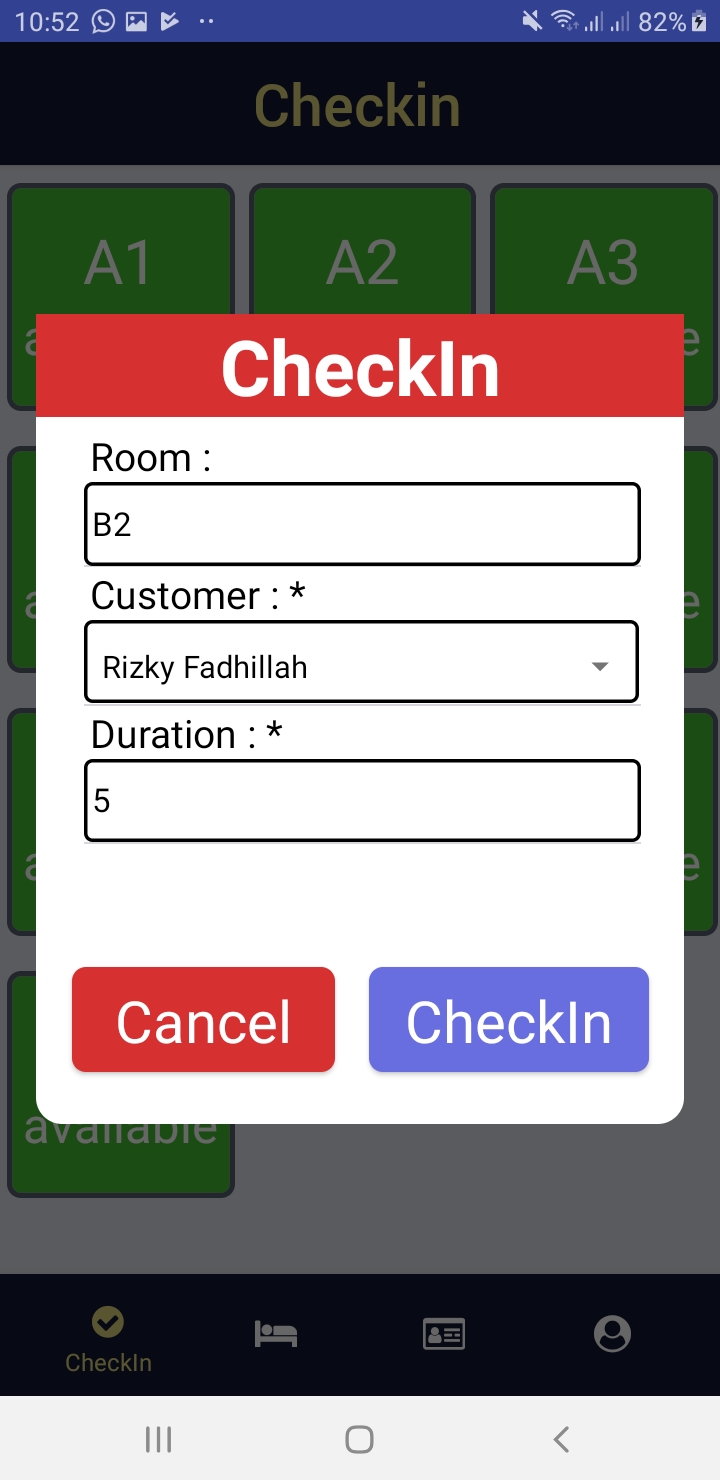 10:52 82%
Checkin
A1 A2 A3
CheckIn
Room :
B2
Customer : *
Rizky Fadhillah
Duration : *
5
Cancel CheckIn
available
CheckIn